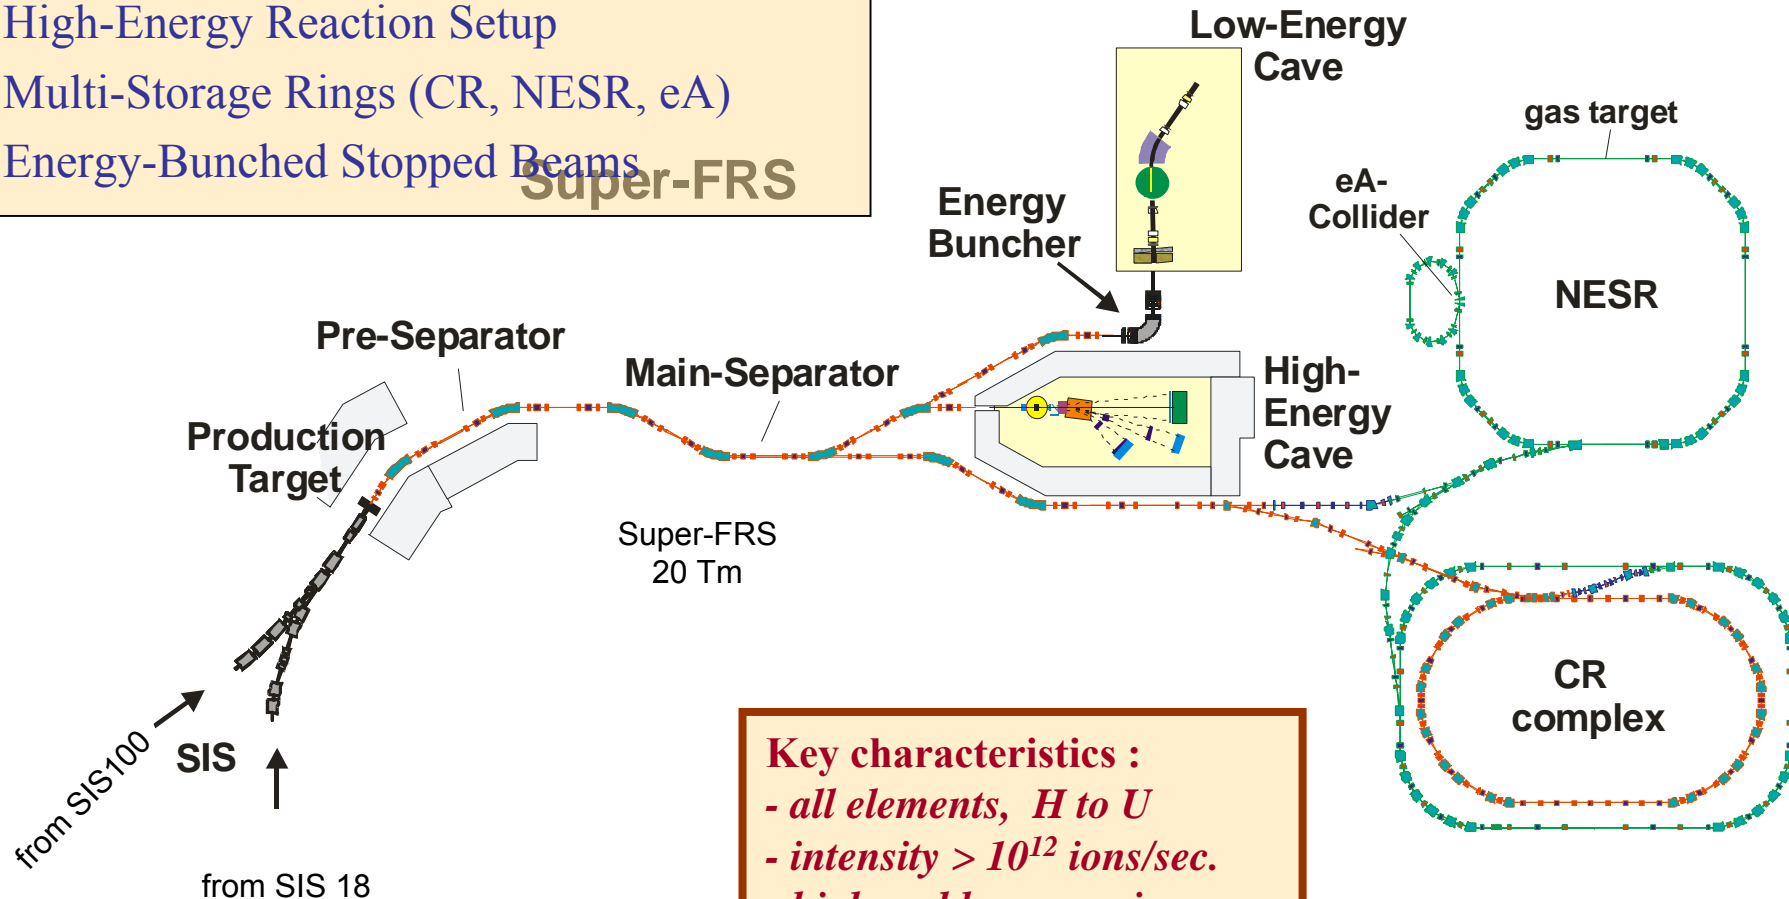 High-Energy Reaction Setup
Multi-Storage Rings (CR, NESR, eA)
Energy-Bunched Stopped Beams
Super-FRS
Low-Energy
Cave
gas target
eA-
Collider
Energy
Buncher
NESR
Pre-Separator
Main-Separator
High-
Energy
Cave
Production
Target
Super-FRS
20 Tm
CR
complex
SIS
from SIS100
from SIS 18
Key characteristics :
- all elements, H to U
- intensity > 10¹² ions/sec.